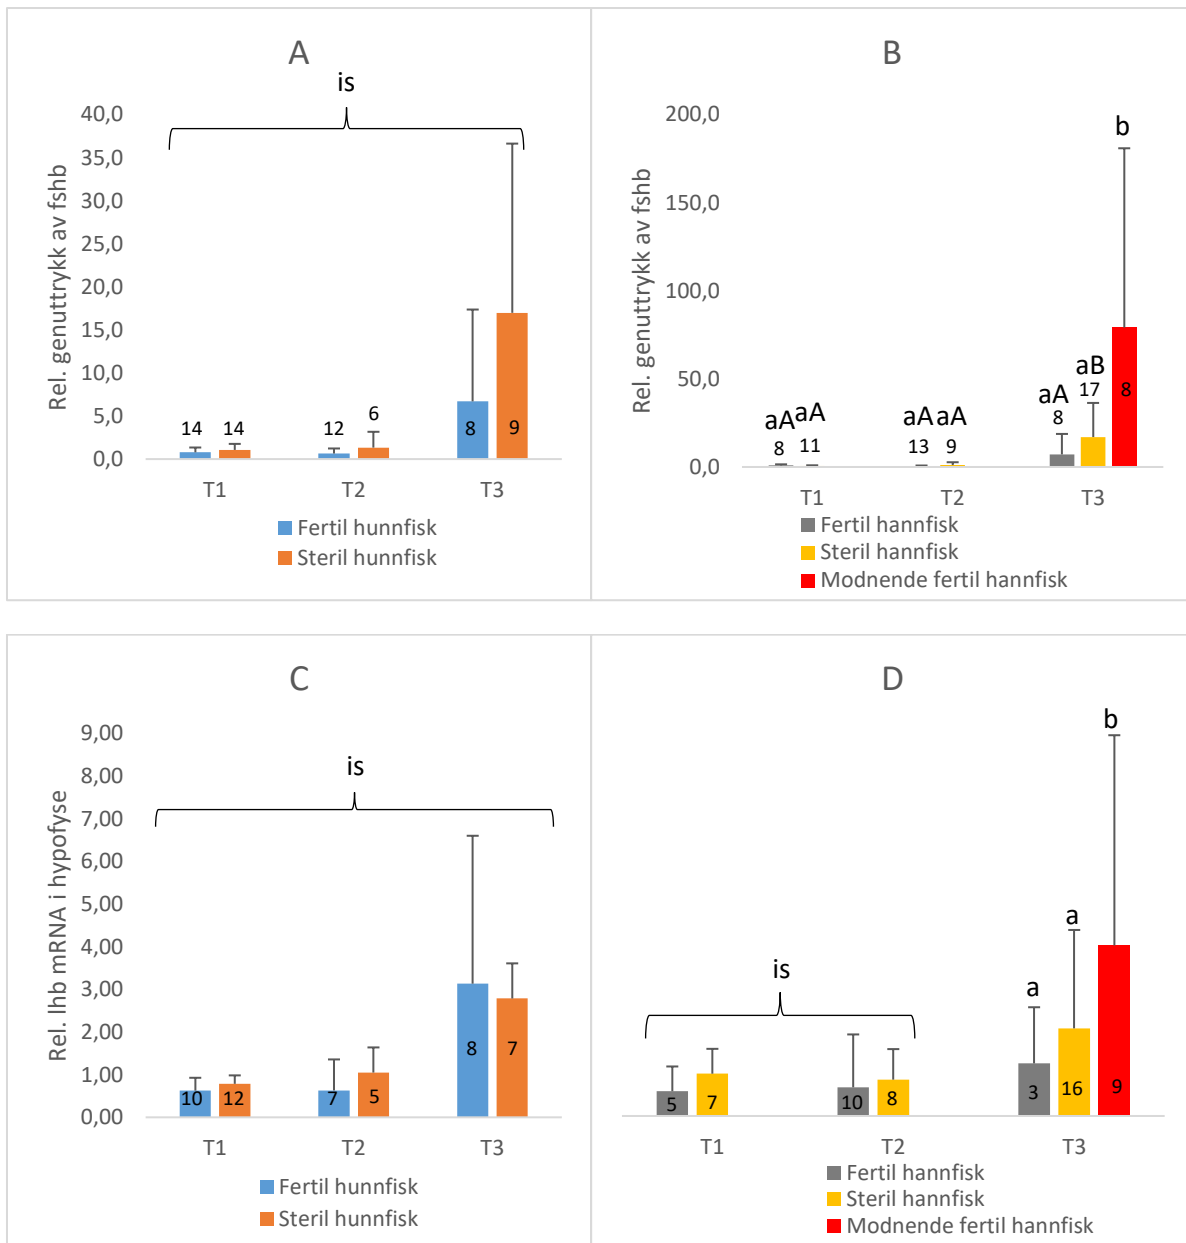 A
is
40,0
35,0
30,0
25,0
20,0
15,0
10,0
5,0
0,0
Rel. genuttrykk av fshb
14 14 12 6 8 9
T1 T2 T3
Fertil hunnfisk
Steril hunnfisk
B
200,0
150,0
100,0
50,0
0,0
Rel. genuttrykk av fshb
aA aA aA aA aA aB b
8 11 13 9 8 17 8
T1 T2 T3
Fertil hannfisk
Steril hannfisk
Modnende fertil hannfisk
C
is
9,00
8,00
7,00
6,00
5,00
4,00
3,00
2,00
1,00
0,00
Rel. lhb mRNA i hypofyse
10 12 7 5 8 7
T1 T2 T3
Fertil hunnfisk
Steril hunnfisk
D
is
a a b
5 7 10 8 3 16 9
T1 T2 T3
Fertil hannfisk
Steril hannfisk
Modnende fertil hannfisk